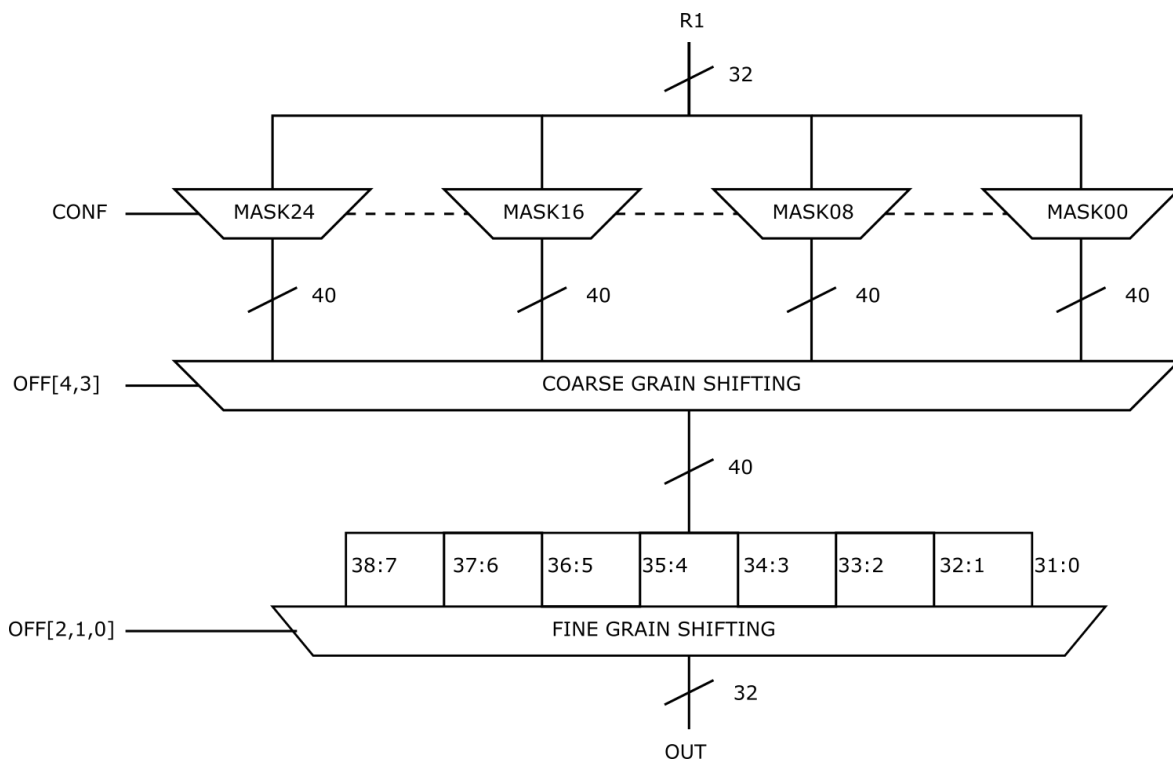 R1
32
CONF
MASK24
MASK16
MASK08
MASK00
40
40
40
40
OFF[4,3]
COARSE GRAIN SHIFTING
40
38:7
37:6
36:5
35:4
34:3
33:2
32:1
31:0
OFF[2,1,0]
FINE GRAIN SHIFTING
32
OUT